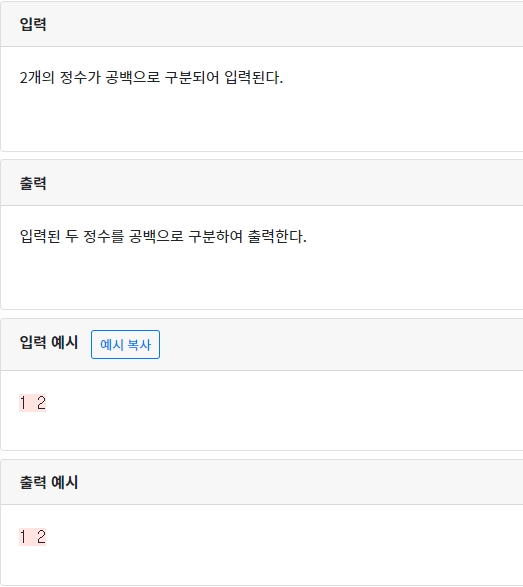 입력
2개의 정수가 공백으로 구분되어 입력된다.
출력
입력된 두 정수를 공백으로 구분하여 출력한다.
입력 예시 예시 복사
1 2
출력 예시
1 2